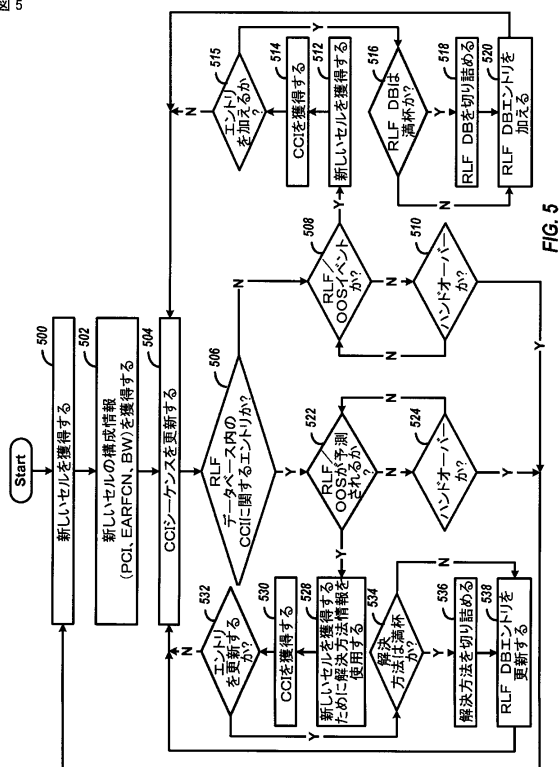 図 5
Start
500
新しいセルを獲得する
502
新しいセルの構成情報
(PCI、EARFCN、BW)を獲得する
504
CCIシーケンスを更新する
506
RLF
データベース内の
CCIに関するエントリか?
N
Y
508
RLF/
OOSイベント
か?
Y
N
510
ハンドオーバー
か?
N
Y
512
新しいセルを獲得する
514
CCIを獲得する
515
エントリ
を加えるか
?
N
Y
516
RLF DBは
満杯か?
Y
N
518
RLF DBを切り詰める
520
RLF DBエントリを
加える
522
RLF/
OOSが予測
されるか
?
Y
N
524
ハンドオーバー
か?
N
Y
528
新しいセルを獲得する
ために解決方法情報を
使用する
530
CCIを獲得する
532
エントリ
を更新する
か?
N
Y
534
解決
方法は満杯
か?
N
Y
536
解決方法を切り詰める
538
RLF DBエントリを
更新する
FIG. 5